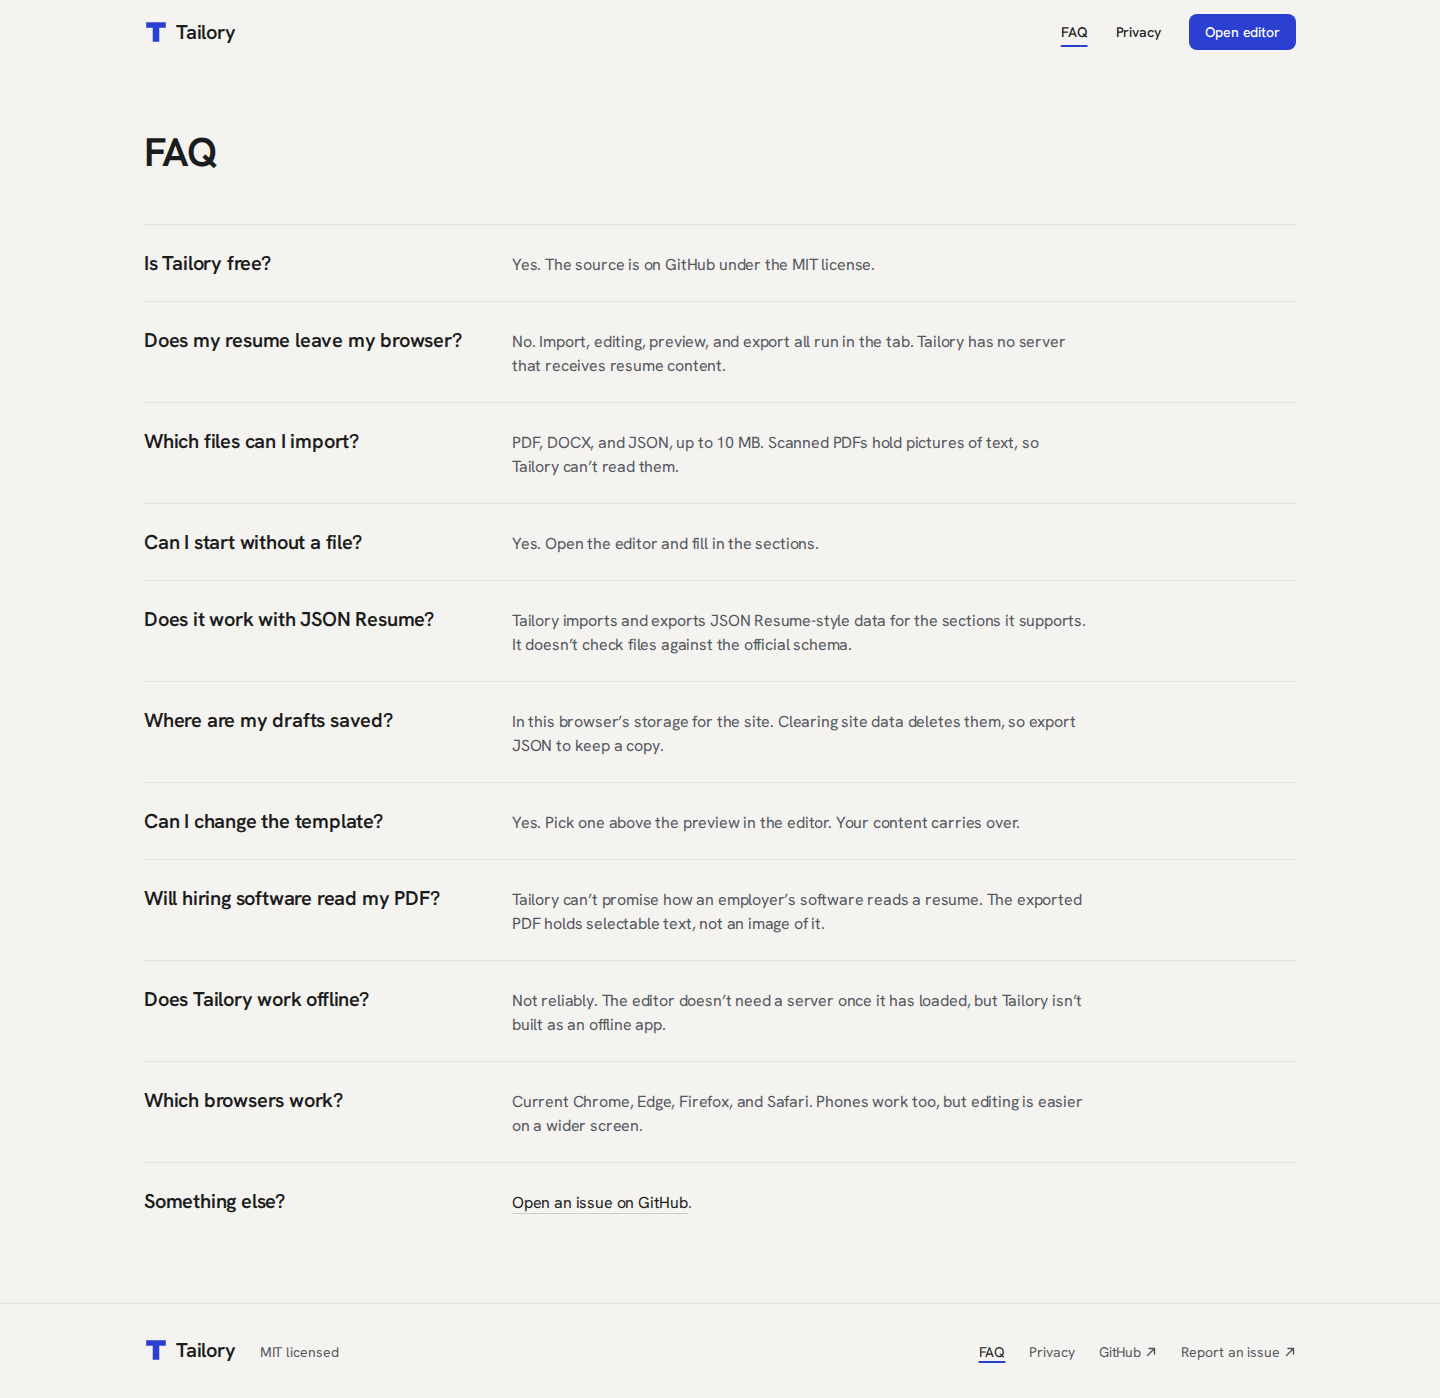 Tailory
FAQ
Privacy
Open editor
FAQ
Is Tailory free?
Yes. The source is on GitHub under the MIT license.
Does my resume leave my browser?
No. Import, editing, preview, and export all run in the tab. Tailory has no server
that receives resume content.
Which files can I import?
PDF, DOCX, and JSON, up to 10 MB. Scanned PDFs hold pictures of text, so
Tailory can’t read them.
Can I start without a file?
Yes. Open the editor and fill in the sections.
Does it work with JSON Resume?
Tailory imports and exports JSON Resume-style data for the sections it supports.
It doesn’t check files against the official schema.
Where are my drafts saved?
In this browser’s storage for the site. Clearing site data deletes them, so export
JSON to keep a copy.
Can I change the template?
Yes. Pick one above the preview in the editor. Your content carries over.
Will hiring software read my PDF?
Tailory can’t promise how an employer’s software reads a resume. The exported
PDF holds selectable text, not an image of it.
Does Tailory work offline?
Not reliably. The editor doesn’t need a server once it has loaded, but Tailory isn’t
built as an offline app.
Which browsers work?
Current Chrome, Edge, Firefox, and Safari. Phones work too, but editing is easier
on a wider screen.
Something else?
Open an issue on GitHub.
Tailory
MIT licensed
FAQ
Privacy
GitHub ↗
Report an issue ↗